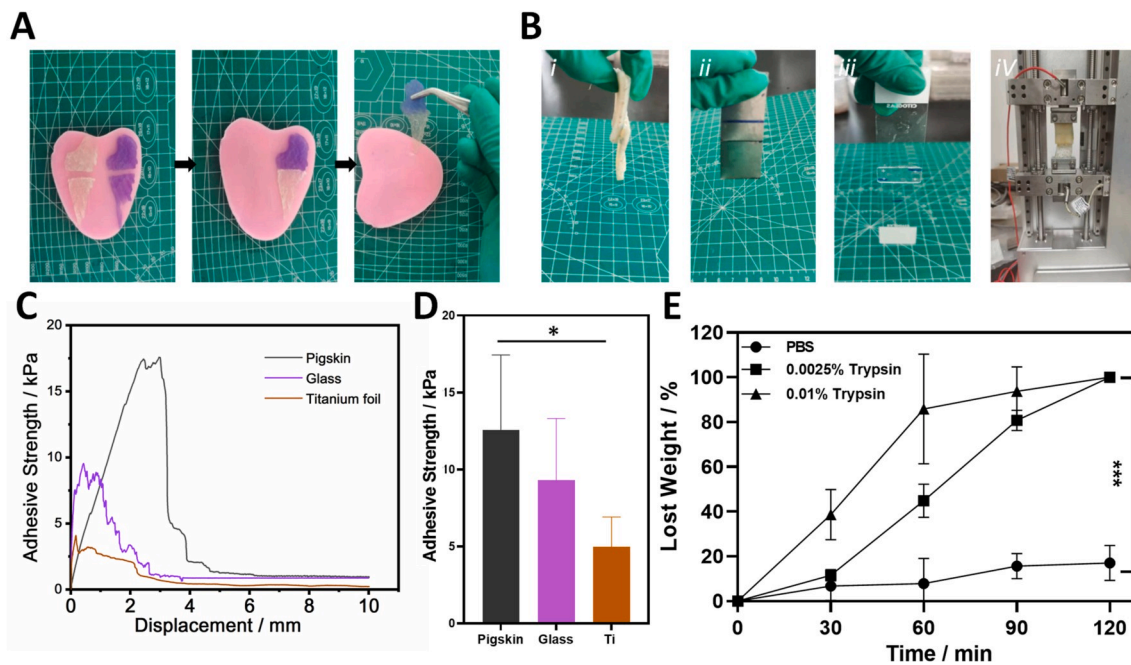 A
B
i
ii
iii
iV
C
Adhesive Strength / kPa
20
15
10
5
0
Pigskin
Glass
Titanium foil
0
2
4
6
8
10
Displacement / mm
D
Adhesive Strength / kPa
20
15
10
5
0
*
Pigskin
Glass
Ti
E
Lost Weight / %
120
100
80
60
40
20
0
PBS
0.0025% Trypsin
0.01% Trypsin
***
0
30
60
90
120
Time / min